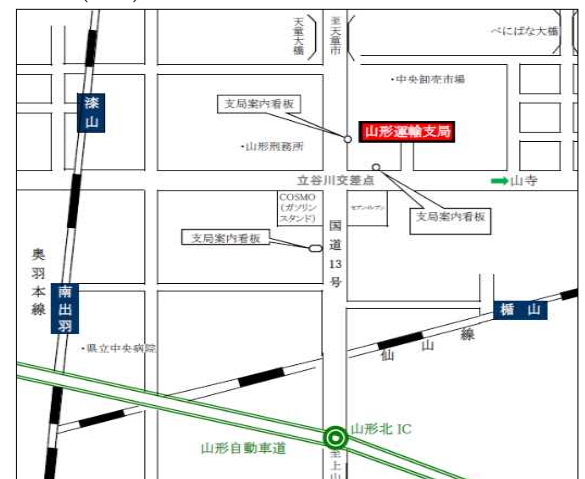 天童大橋
至天童市
べにばな大橋
・中央卸売市場
漆山
支局案内看板
山形運輸支局
・山形刑務所
立谷川交差点
山寺
COSMO
(ガソリン
スタンド)
セブンイレブン
支局案内看板
支局案内看板
国道13号
奥羽本線
南出羽
楯山
仙山線
・県立中央病院
山形北 IC
山形自動車道
至上山